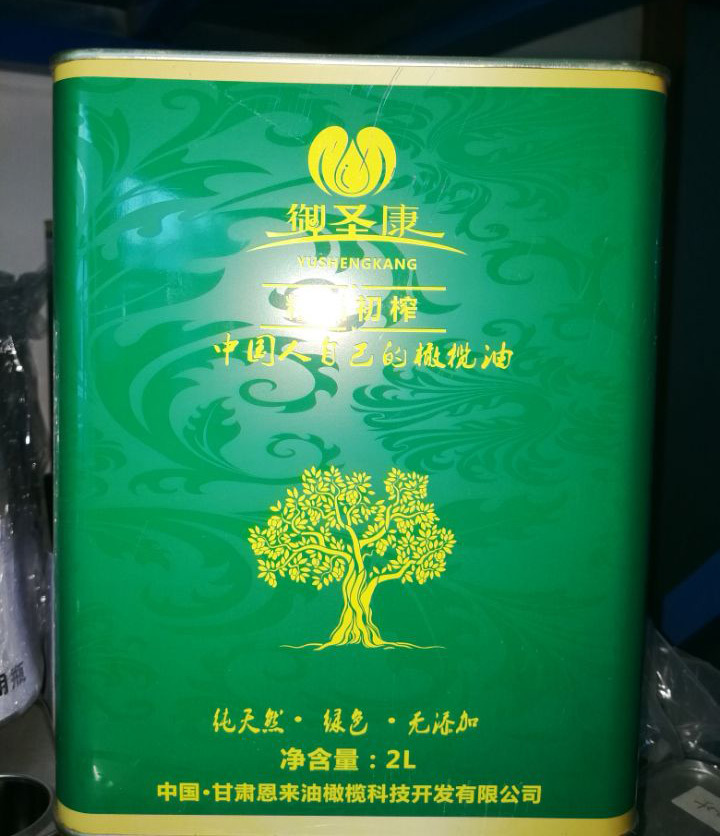 御圣康
YUSHENGKANG
初榨
中国人自己的橄榄油
纯天然·绿色·无添加
净含量：2L
中国·甘肃恩来油橄榄科技开发有限公司
用瓶